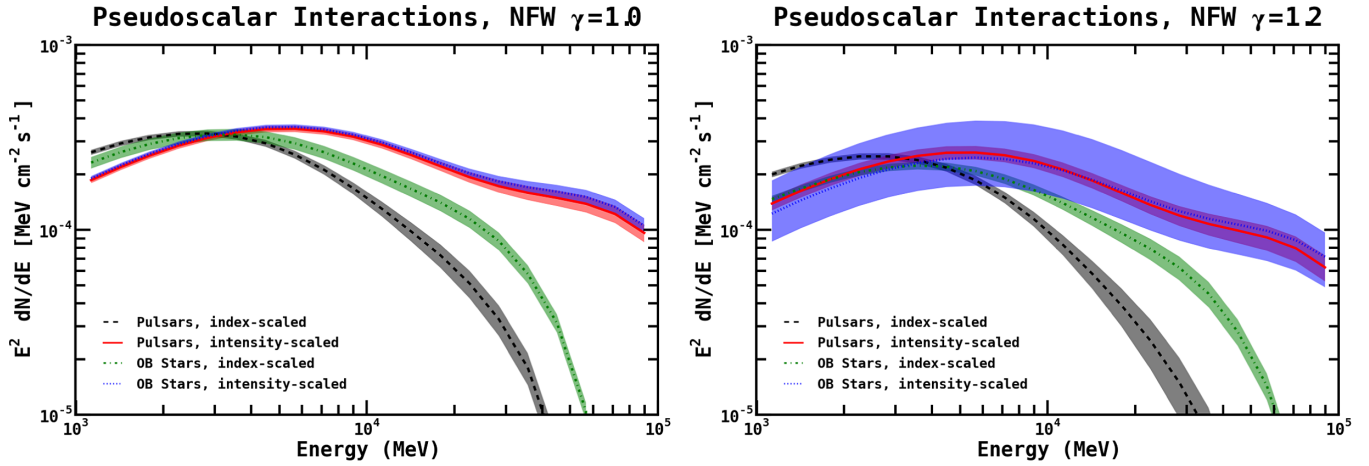 Pseudoscalar Interactions, NFW γ=1.0
10^-3
10^-4
10^-5
E^2 dN/dE [MeV cm^-2 s^-1]
Pulsars, index-scaled
Pulsars, intensity-scaled
OB Stars, index-scaled
OB Stars, intensity-scaled
10^3
10^4
10^5
Energy (MeV)
Pseudoscalar Interactions, NFW γ=1.2
10^-3
10^-4
10^-5
E^2 dN/dE [MeV cm^-2 s^-1]
Pulsars, index-scaled
Pulsars, intensity-scaled
OB Stars, index-scaled
OB Stars, intensity-scaled
10^3
10^4
10^5
Energy (MeV)